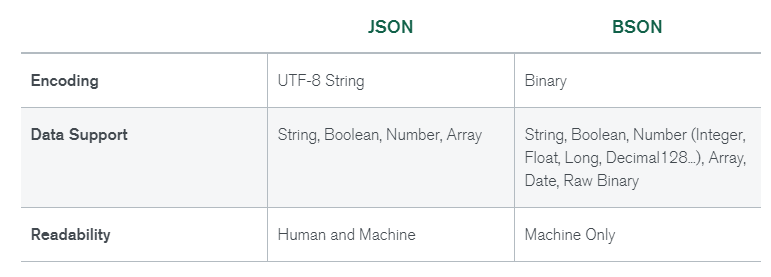 JSON BSON
Encoding UTF-8 String Binary
Data Support String, Boolean, Number, Array String, Boolean, Number (Integer,
Float, Long, Decimal128...), Array,
Date, Raw Binary
Readability Human and Machine Machine Only